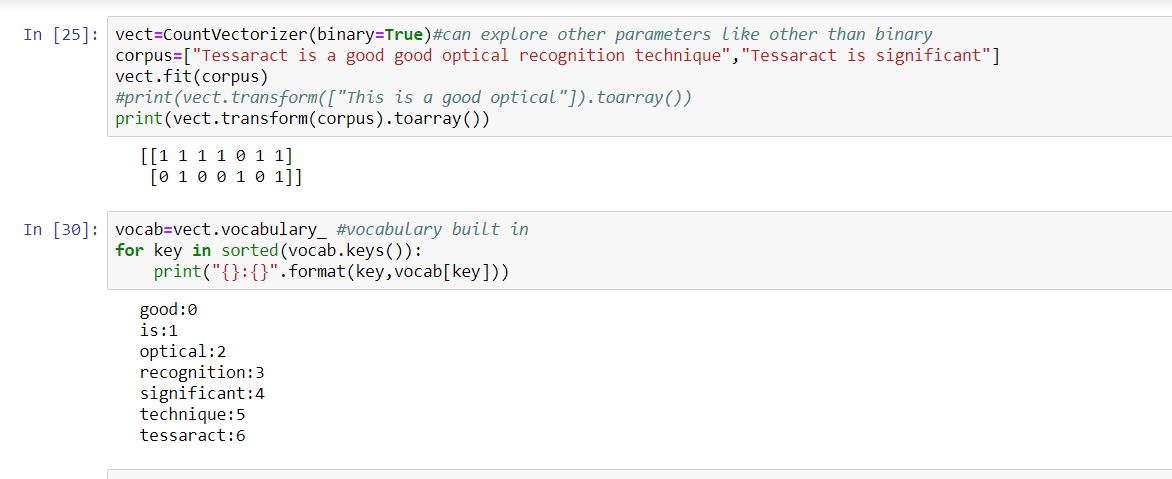 In [25]: vect=CountVectorizer(binary=True)#can explore other parameters like other than binary
corpus=["Tessaract is a good good optical recognition technique","Tessaract is significant"]
vect.fit(corpus)
#print(vect.transform(["This is a good optical"]).toarray())
print(vect.transform(corpus).toarray())
[[1 1 1 1 0 1 1]
[0 1 0 0 1 0 1]]
In [30]: vocab=vect.vocabulary_ #vocabulary built in
for key in sorted(vocab.keys()):
print("{}:{}".format(key,vocab[key]))
good:0
is:1
optical:2
recognition:3
significant:4
technique:5
tessaract:6